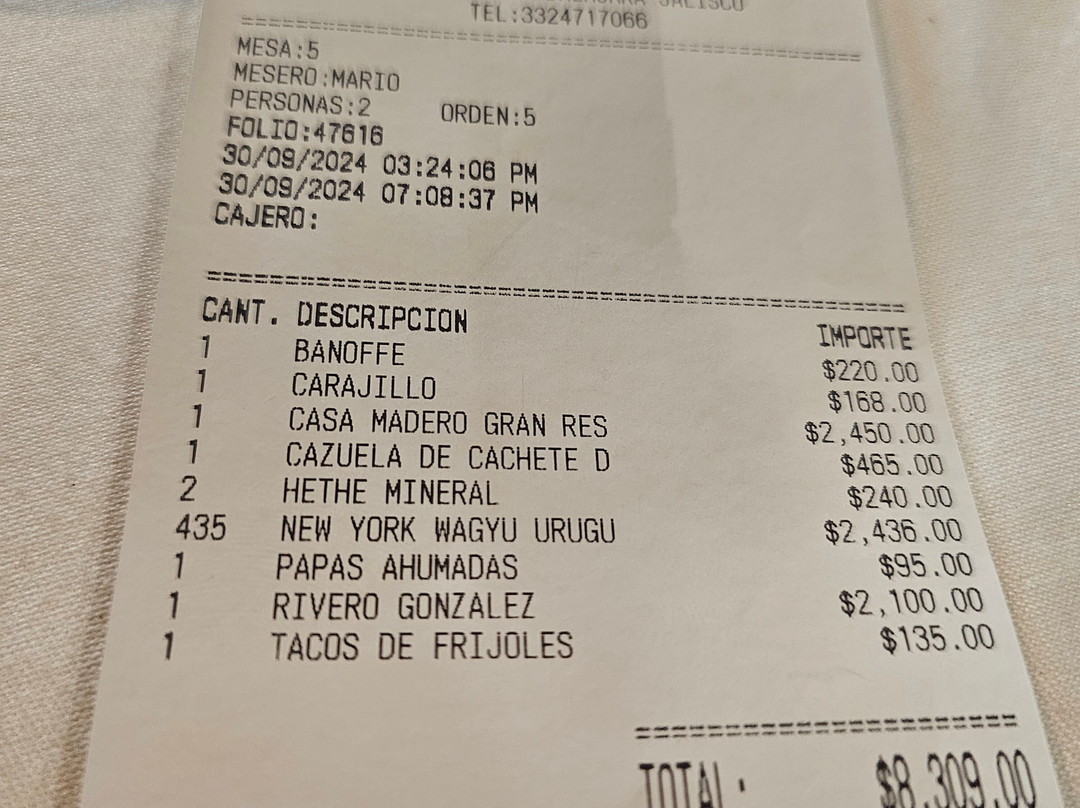 JALISCO
TEL:3324717066
MESA:5
MESERO:MARIO
PERSONAS:2 ORDEN:5
FOLIO:47616
30/09/2024 03:24:06 PM
30/09/2024 07:08:37 PM
CAJERO:
CANT. DESCRIPCION IMPORTE
1 BANOFFE $220.00
1 CARAJILLO $168.00
1 CASA MADERO GRAN RES $2,450.00
1 CAZUELA DE CACHETE D $465.00
2 HETHE MINERAL $240.00
435 NEW YORK WAGYU URUGU $2,436.00
1 PAPAS AHUMADAS $95.00
1 RIVERO GONZALEZ $2,100.00
1 TACOS DE FRIJOLES $135.00
TOTAL: $8,309.00